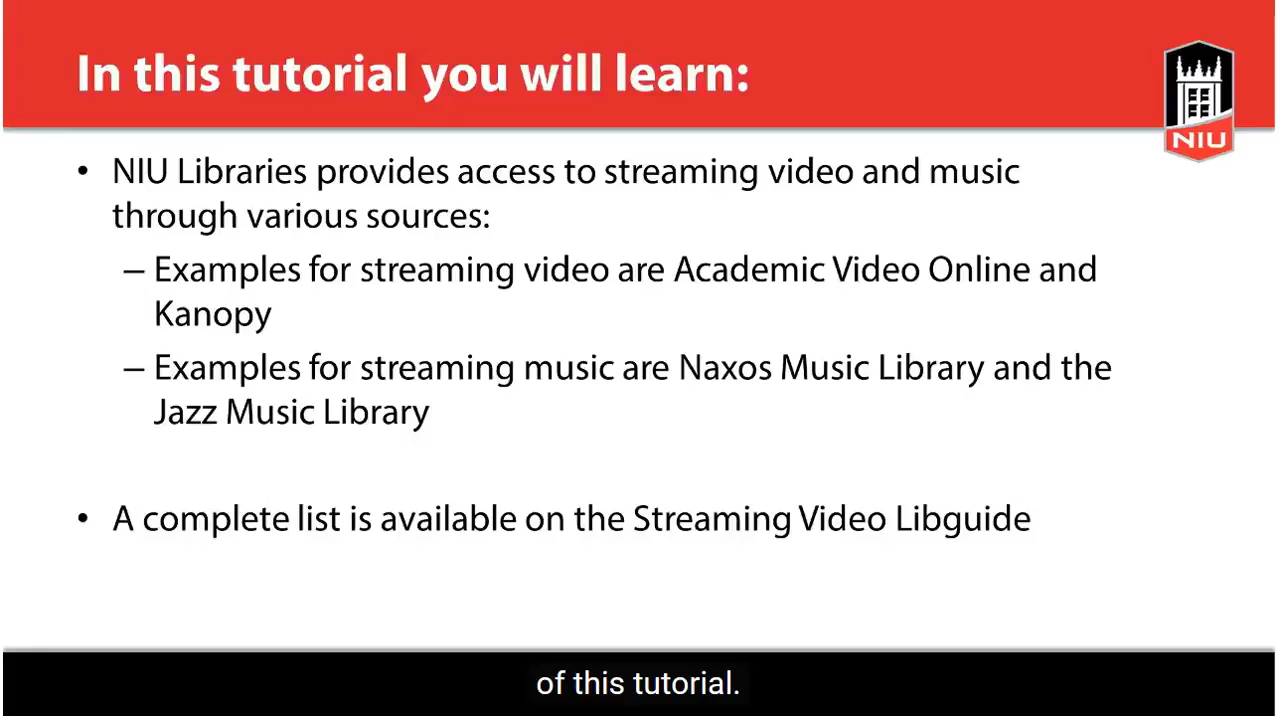 In this tutorial you will learn:
NIU
• NIU Libraries provides access to streaming video and music
through various sources:
– Examples for streaming video are Academic Video Online and
Kanopy
– Examples for streaming music are Naxos Music Library and the
Jazz Music Library
• A complete list is available on the Streaming Video Libguide
of this tutorial.